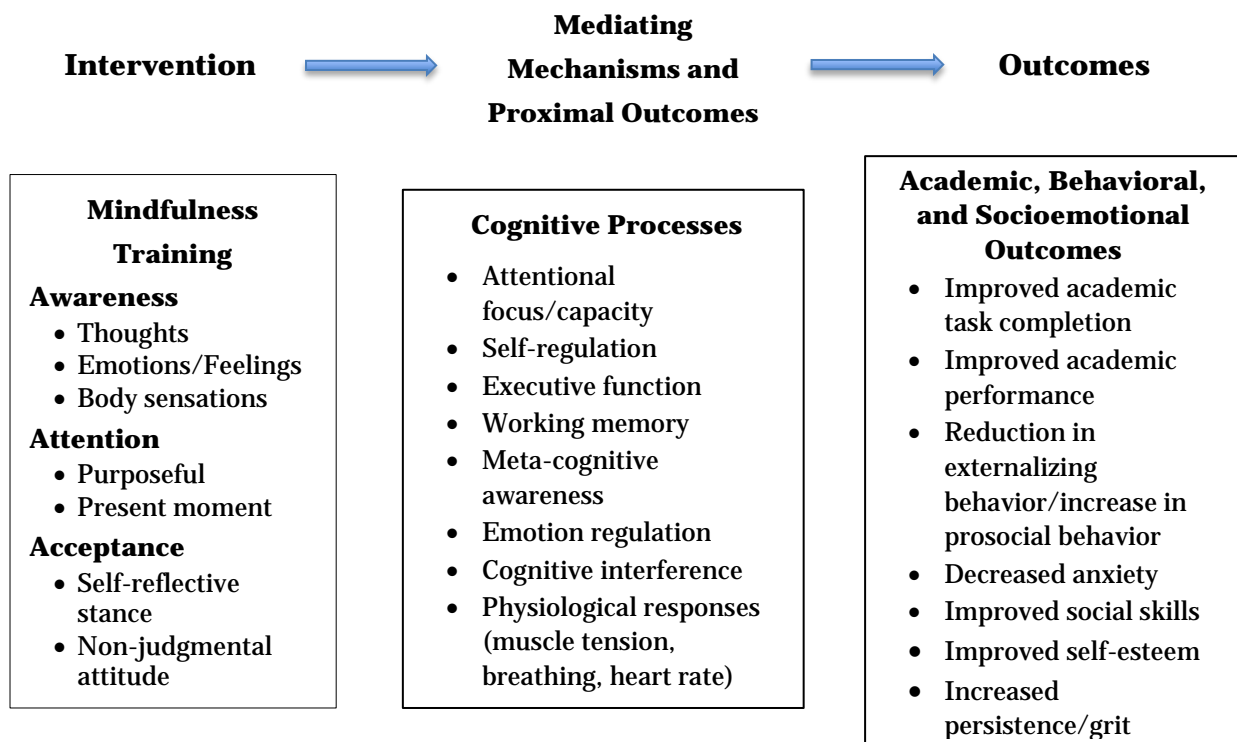 Intervention
Mediating
Mechanisms and
Proximal Outcomes
Outcomes
Mindfulness
Training
Awareness
• Thoughts
• Emotions/Feelings
• Body sensations
Attention
• Purposeful
• Present moment
Acceptance
• Self-reflective
stance
• Non-judgmental
attitude
Cognitive Processes
• Attentional
focus/capacity
• Self-regulation
• Executive function
• Working memory
• Meta-cognitive
awareness
• Emotion regulation
• Cognitive interference
• Physiological responses
(muscle tension,
breathing, heart rate)
Academic, Behavioral,
and Socioemotional
Outcomes
• Improved academic
task completion
• Improved academic
performance
• Reduction in
externalizing
behavior/increase in
prosocial behavior
• Decreased anxiety
• Improved social skills
• Improved self-esteem
• Increased
persistence/grit